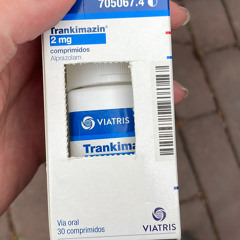 705067.4
Trankimazin®
2 mg
comprimidos
Alprazolam
VIATRIS
Trankima
Vía oral
30 comprimidos
VIATRIS